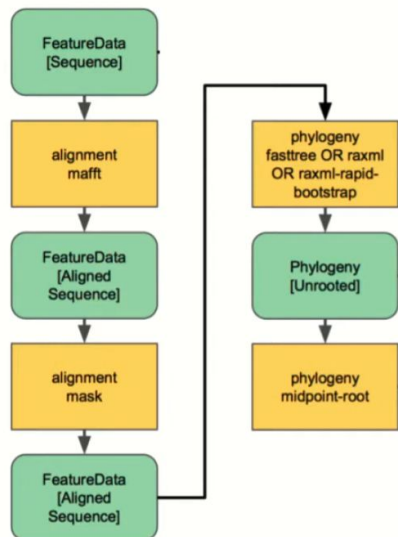 FeatureData
[Sequence]
alignment
mafft
FeatureData
[Aligned
Sequence]
alignment
mask
FeatureData
[Aligned
Sequence]
phylogeny
fasttree OR raxml
OR raxml-rapid-
bootstrap
Phylogeny
[Unrooted]
phylogeny
midpoint-root